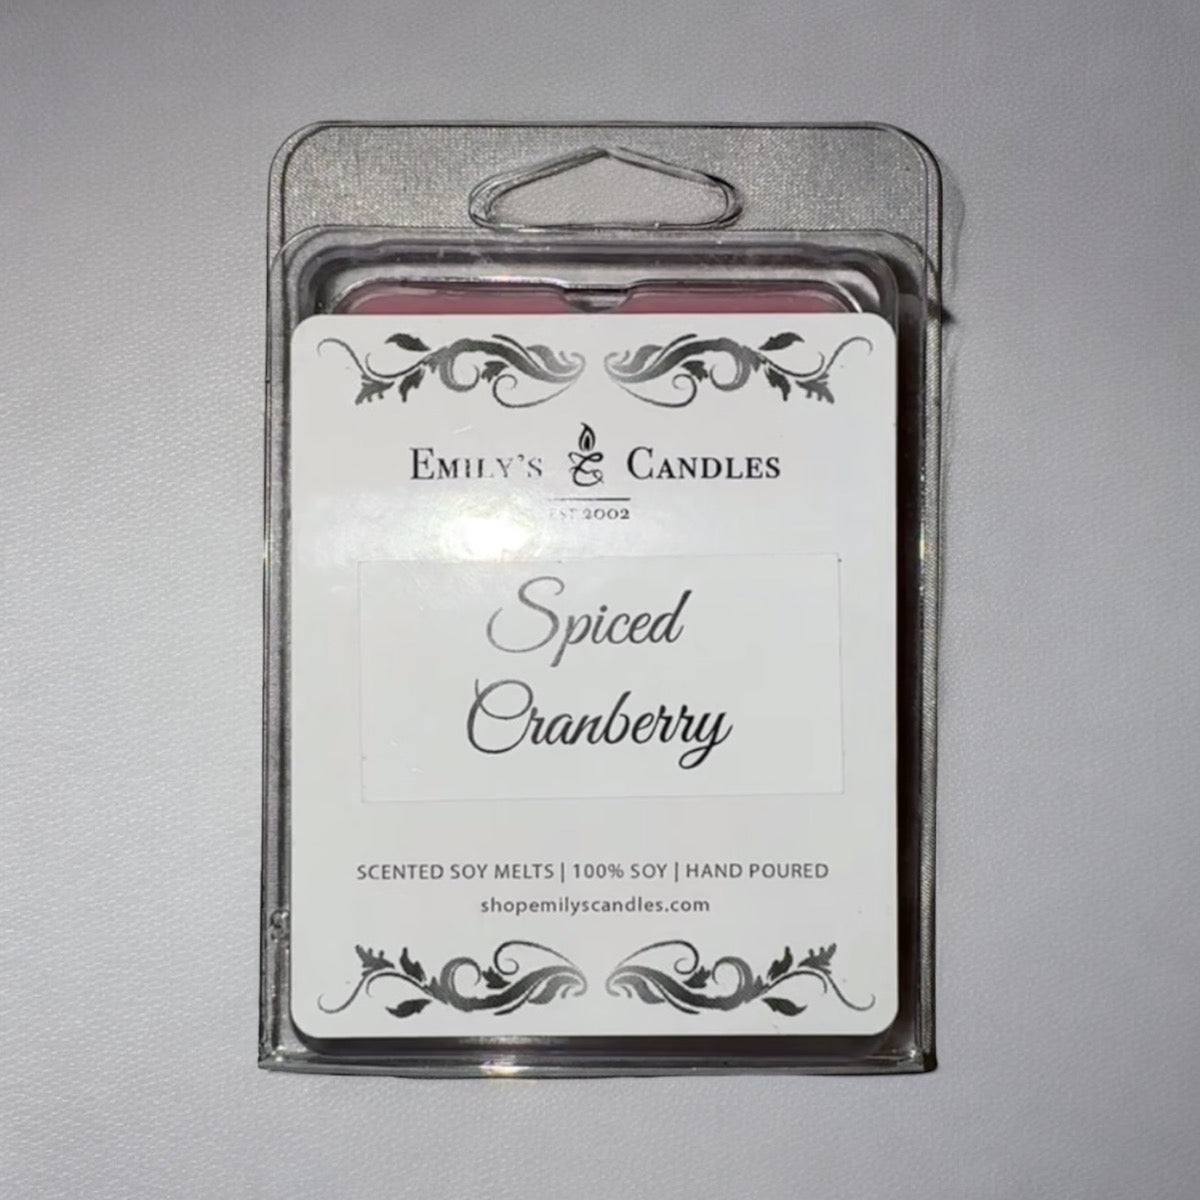 EMILY'S CANDLES
EST 2002
Spiced
Cranberry
SCENTED SOY MELTS | 100% SOY | HAND POURED
shopemilyscandles.com